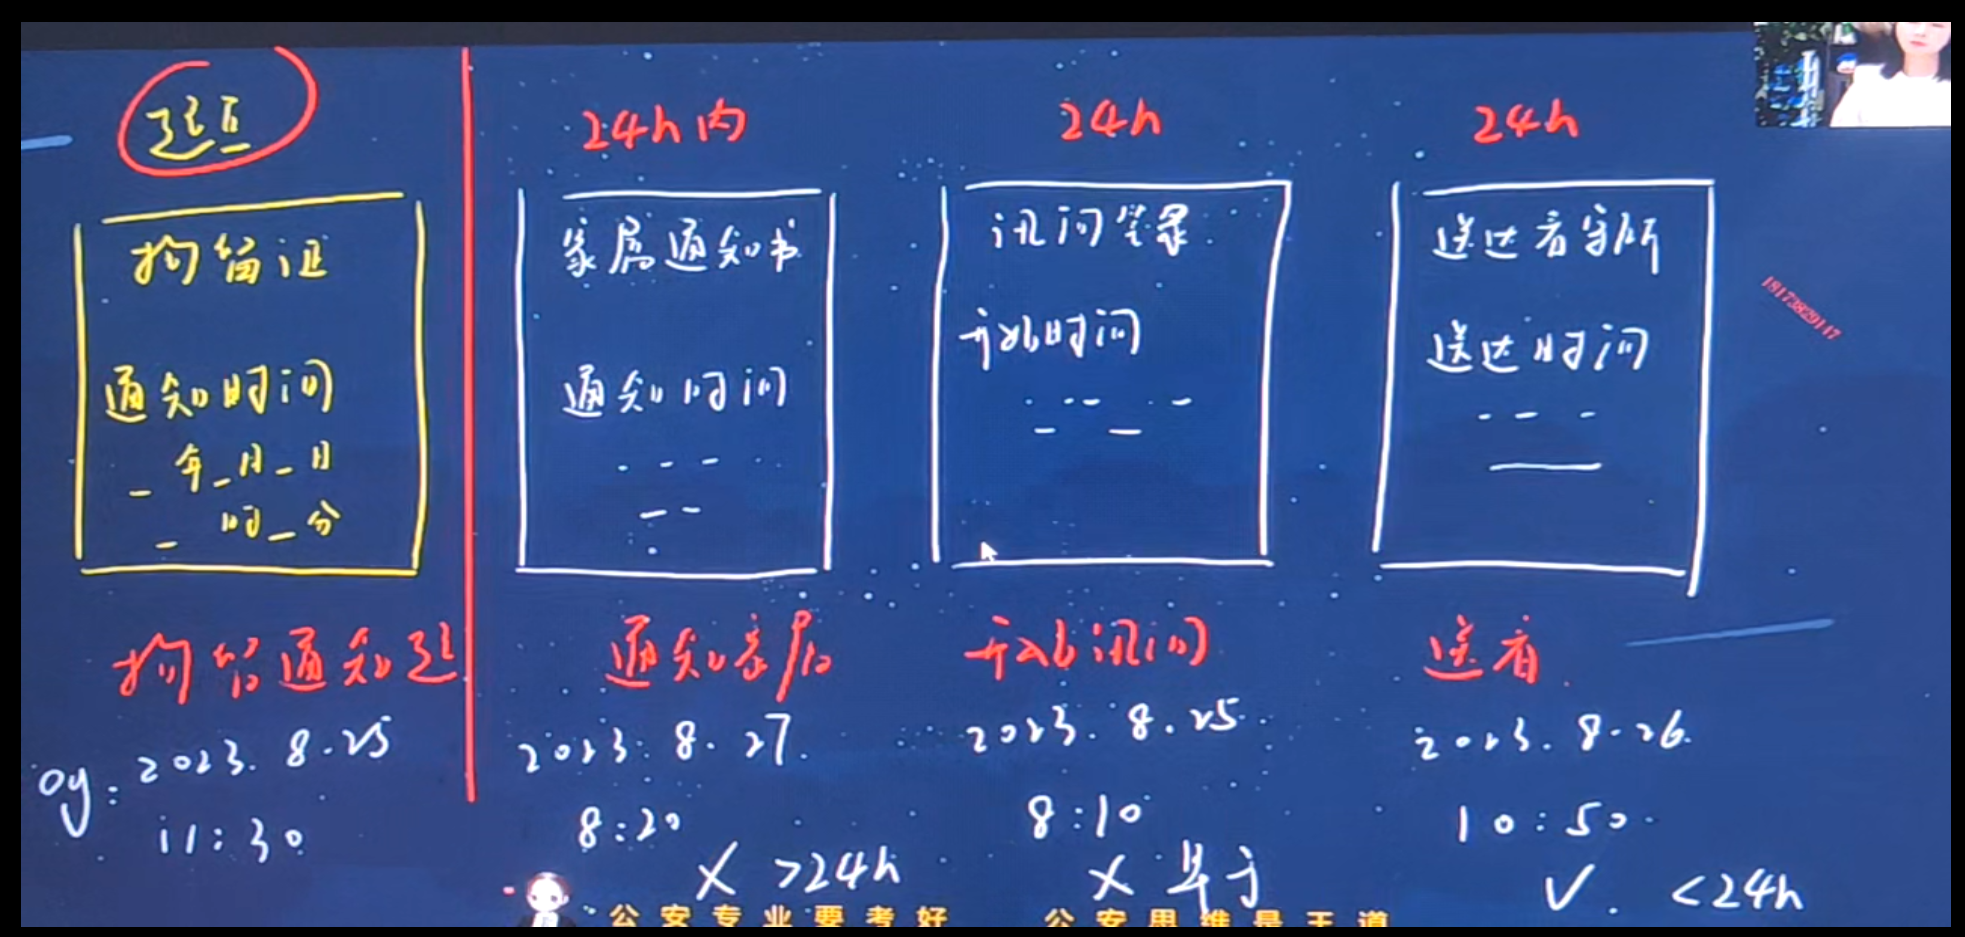 题
24h内
24h
24h
拘留证
家属通知书
讯问笔录
送达看守所
通知时间
_年_月_日
_时_分
通知时间
开始时间
送达时间
18173829147
拘留通知题
通知家属
开始讯问
送看
eg: 2023.8.25
11:30
2023.8.27.
8:20
× >24h
2023.8.25.
8:10
× 早于
2023.8.26.
10:50.
√. <24h
公安专业要考好
公安思维是王道